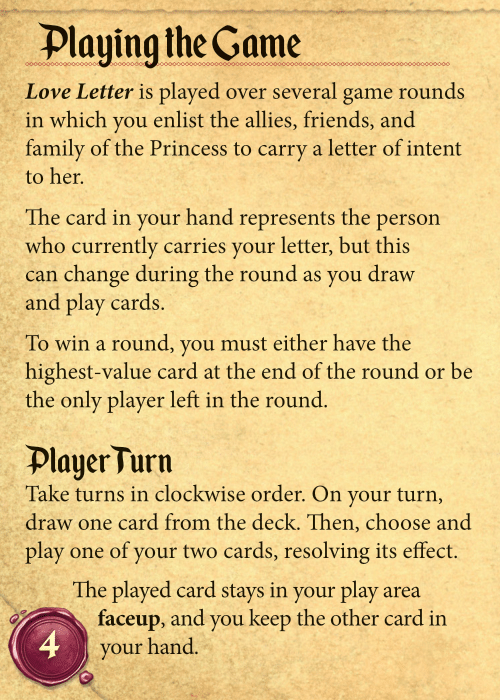 Playing the Game
Love Letter is played over several game rounds
in which you enlist the allies, friends, and
family of the Princess to carry a letter of intent
to her.
The card in your hand represents the person
who currently carries your letter, but this
can change during the round as you draw
and play cards.
To win a round, you must either have the
highest-value card at the end of the round or be
the only player left in the round.
Player Turn
Take turns in clockwise order. On your turn,
draw one card from the deck. Then, choose and
play one of your two cards, resolving its effect.
The played card stays in your play area
faceup, and you keep the other card in
your hand.
4